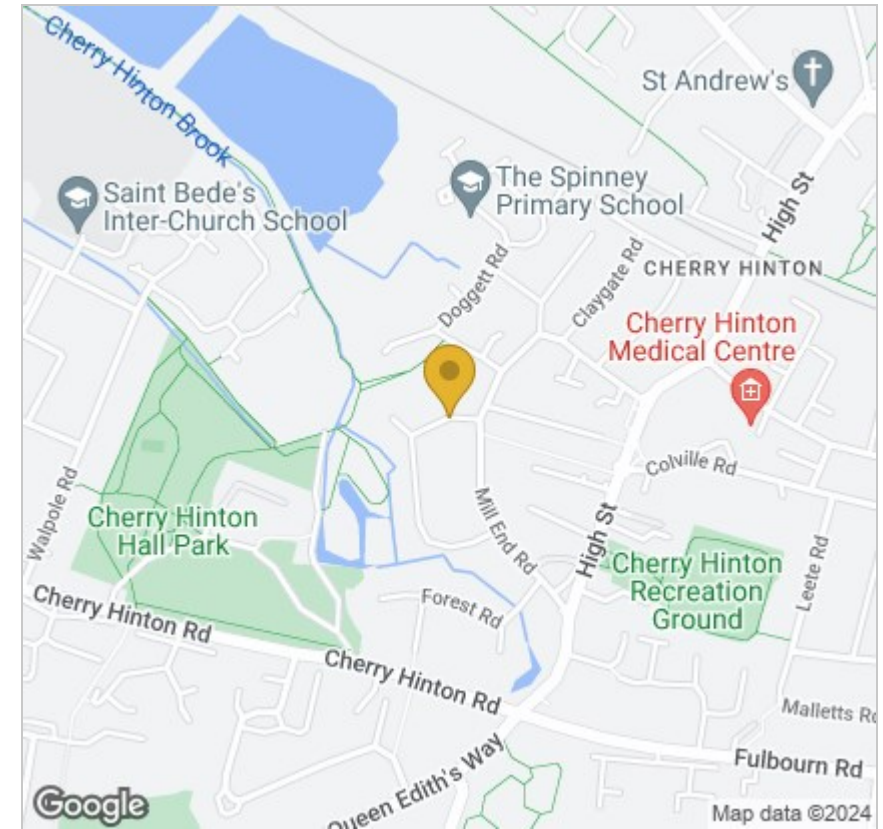 Cherry Hinton Brook
St Andrew's
Saint Bede's
Inter-Church School
The Spinney
Primary School
High St
Doggett Rd
Claygate Rd
CHERRY HINTON
Cherry Hinton
Medical Centre
Colville Rd
Walpole Rd
Cherry Hinton
Hall Park
Mill End Rd
High St
Cherry Hinton
Recreation
Ground
Leete Rd
Forest Rd
Cherry Hinton Rd
Cherry Hinton Rd
Malletts Rd
Fulbourn Rd
Queen Edith's Way
Google
Map data ©2024